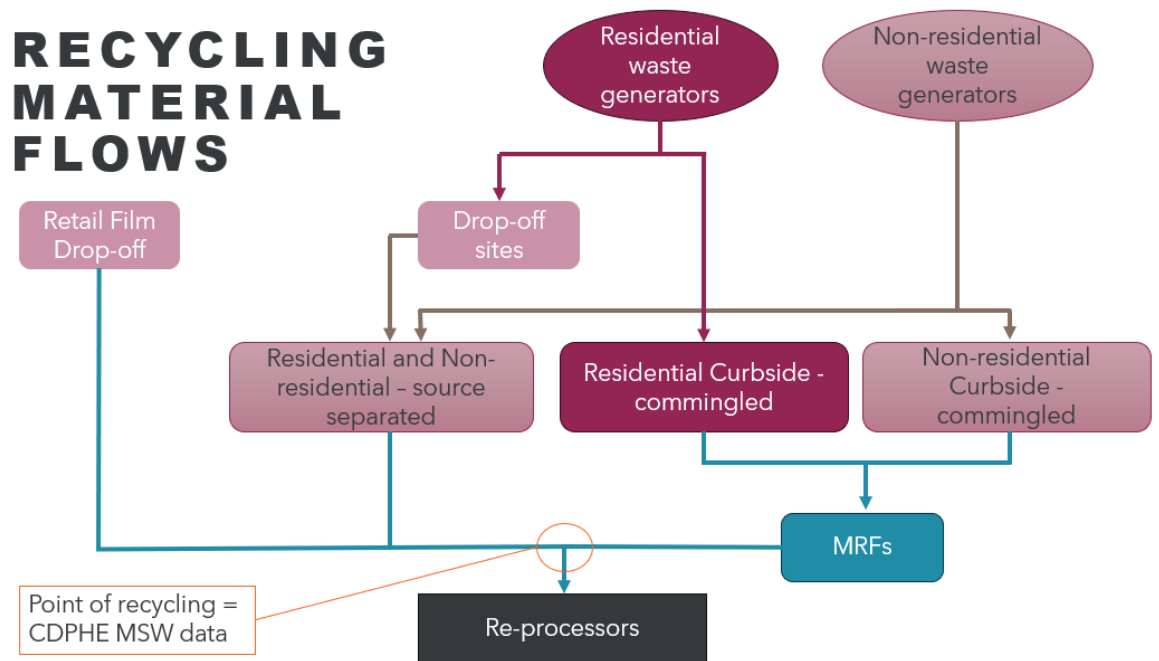 RECYCLING
MATERIAL
FLOWS
Residential
waste
generators
Non-residential
waste
generators
Retail Film
Drop-off
Drop-off
sites
Residential and Non-
residential – source
separated
Residential Curbside -
commingled
Non-residential
Curbside -
commingled
MRFs
Point of recycling =
CDPHE MSW data
Re-processors